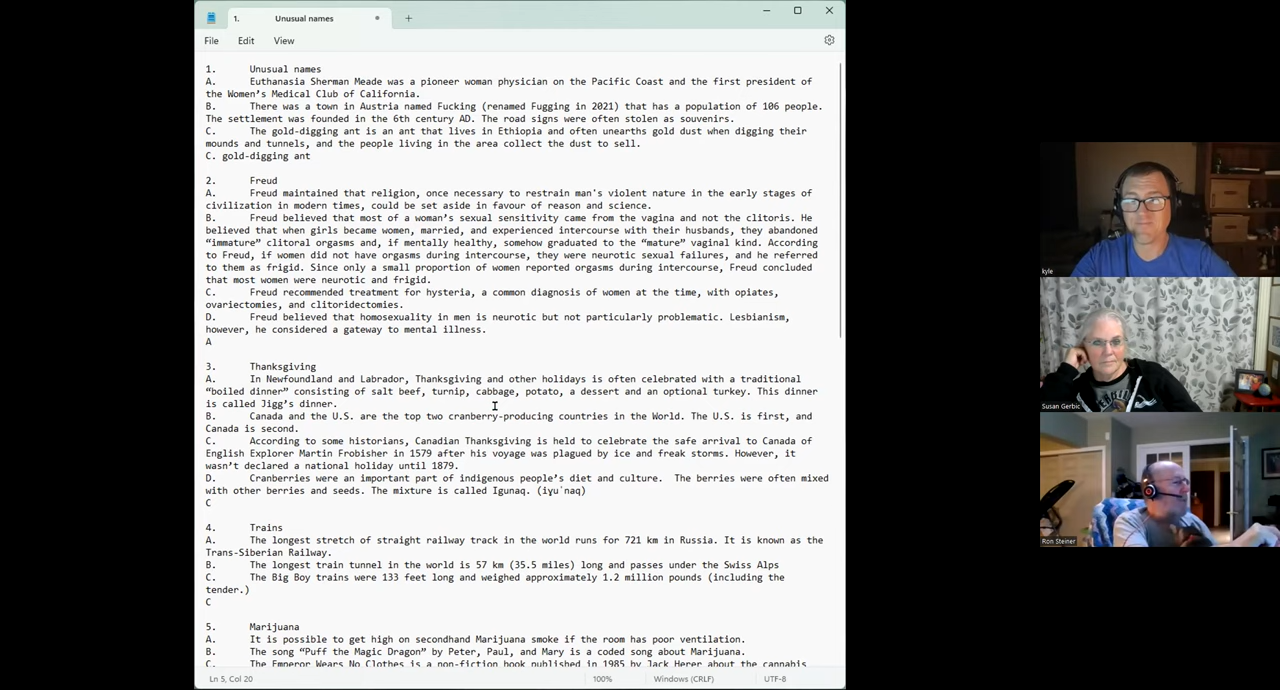 1. Unusual names
File Edit View
1. Unusual names
A. Euthanasia Sherman Meade was a pioneer woman physician on the Pacific Coast and the first president of
the Women's Medical Club of California.
B. There was a town in Austria named Fucking (renamed Fugging in 2021) that has a population of 106 people.
The settlement was founded in the 6th century AD. The road signs were often stolen as souvenirs.
C. The gold-digging ant is an ant that lives in Ethiopia and often unearths gold dust when digging their
mounds and tunnels, and the people living in the area collect the dust to sell.
C. gold-digging ant
2. Freud
A. Freud maintained that religion, once necessary to restrain man's violent nature in the early stages of
civilization in modern times, could be set aside in favour of reason and science.
B. Freud believed that most of a woman’s sexual sensitivity came from the vagina and not the clitoris. He
believed that when girls became women, married, and experienced intercourse with their husbands, they abandoned
“immature” clitoral orgasms and, if mentally healthy, somehow graduated to the “mature” vaginal kind. According
to Freud, if women did not have orgasms during intercourse, they were neurotic sexual failures, and he referred
to them as frigid. Since only a small proportion of women reported orgasms during intercourse, Freud concluded
that most women were neurotic and frigid.
C. Freud recommended treatment for hysteria, a common diagnosis of women at the time, with opiates,
ovariectomies, and clitoridectomies.
D. Freud believed that homosexuality in men is neurotic but not particularly problematic. Lesbianism,
however, he considered a gateway to mental illness.
A
3. Thanksgiving
A. In Newfoundland and Labrador, Thanksgiving and other holidays is often celebrated with a traditional
“boiled dinner” consisting of salt beef, turnip, cabbage, potato, a dessert and an optional turkey. This dinner
is called Jigg’s dinner.
B. Canada and the U.S. are the top two cranberry-producing countries in the World. The U.S. is first, and
Canada is second.
C. According to some historians, Canadian Thanksgiving is held to celebrate the safe arrival to Canada of
English Explorer Martin Frobisher in 1579 after his voyage was plagued by ice and freak storms. However, it
wasn’t declared a national holiday until 1879.
D. Cranberries were an important part of indigenous people’s diet and culture. The berries were often mixed
with other berries and seeds. The mixture is called Igunaq. (iɣuˈnaq)
C
4. Trains
A. The longest stretch of straight railway track in the world runs for 721 km in Russia. It is known as the
Trans-Siberian Railway.
B. The longest train tunnel in the world is 57 km (35.5 miles) long and passes under the Swiss Alps
C. The Big Boy trains were 133 feet long and weighed approximately 1.2 million pounds (including the
tender.)
C
5. Marijuana
A. It is possible to get high on secondhand Marijuana smoke if the room has poor ventilation.
B. The song “Puff the Magic Dragon” by Peter, Paul, and Mary is a coded song about Marijuana.
C. The Emperor Wears No Clothes is a non-fiction book published in 1985 by Jack Herer about the cannabis
Ln 5, Col 20 100% Windows (CRLF) UTF-8
kyle
Susan Gerbic
Ron Steiner